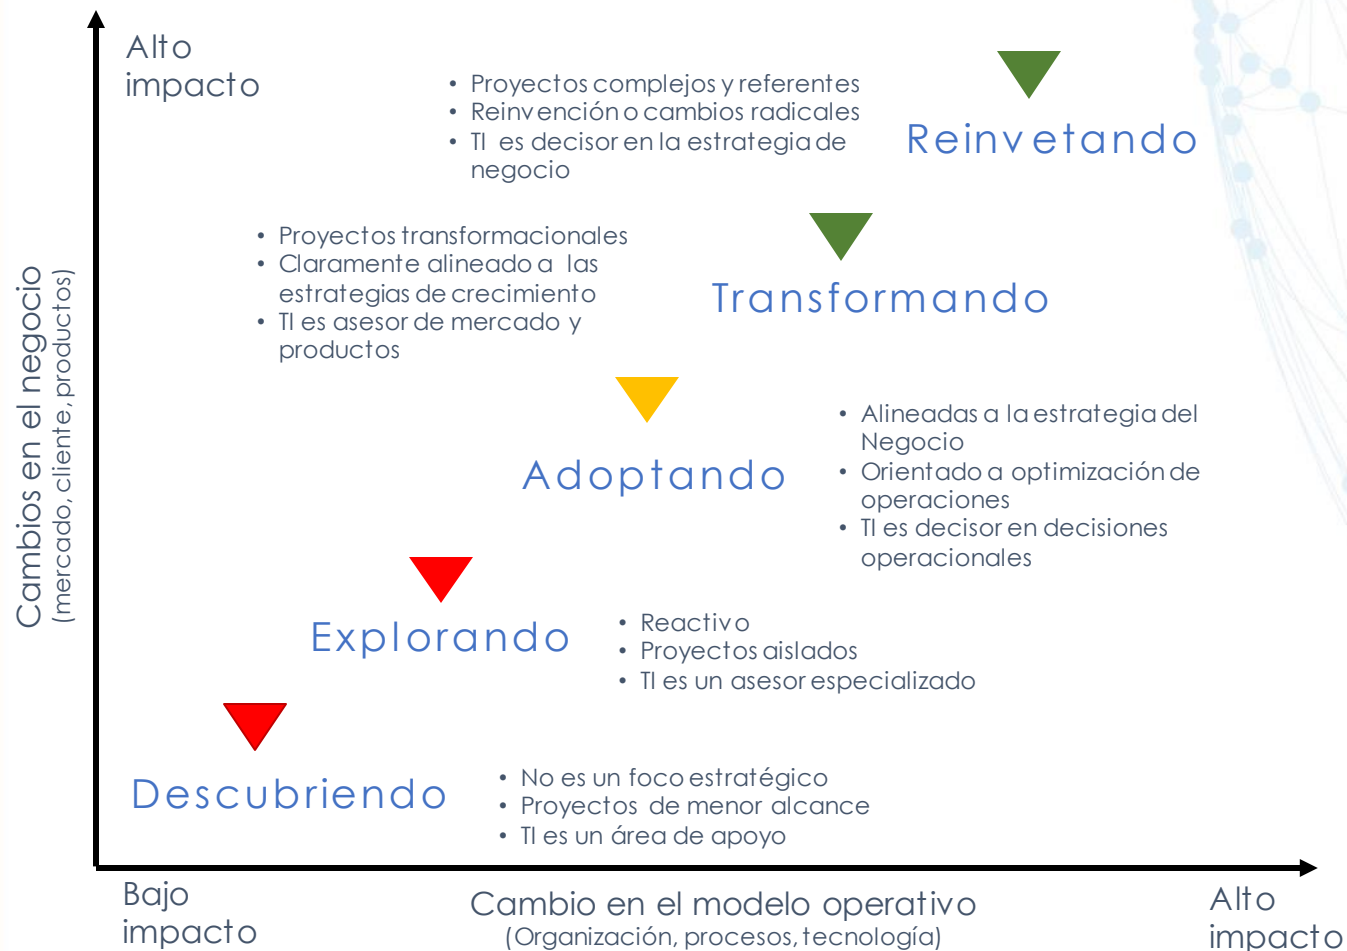 Alto
impacto
• Proyectos complejos y referentes
• Reinvención o cambios radicales
• TI es decisor en la estrategia de
negocio
Reinvetando
• Proyectos transformacionales
• Claramente alineado a las
estrategias de crecimiento
• TI es asesor de mercado y
productos
Transformando
Cambios en el negocio
(mercado, cliente, productos)
Adoptando
• Alineadas a la estrategia del
Negocio
• Orientado a optimización de
operaciones
• TI es decisor en decisiones
operacionales
Explorando
• Reactivo
• Proyectos aislados
• TI es un asesor especializado
Descubriendo
• No es un foco estratégico
• Proyectos de menor alcance
• TI es un área de apoyo
Bajo
impacto
Cambio en el modelo operativo
(Organización, procesos, tecnología)
Alto
impacto